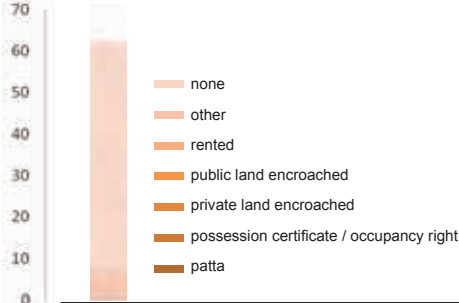 70
60
50
40
30
20
10
0
none
other
rented
public land encroached
private land encroached
possession certificate / occupancy right
patta